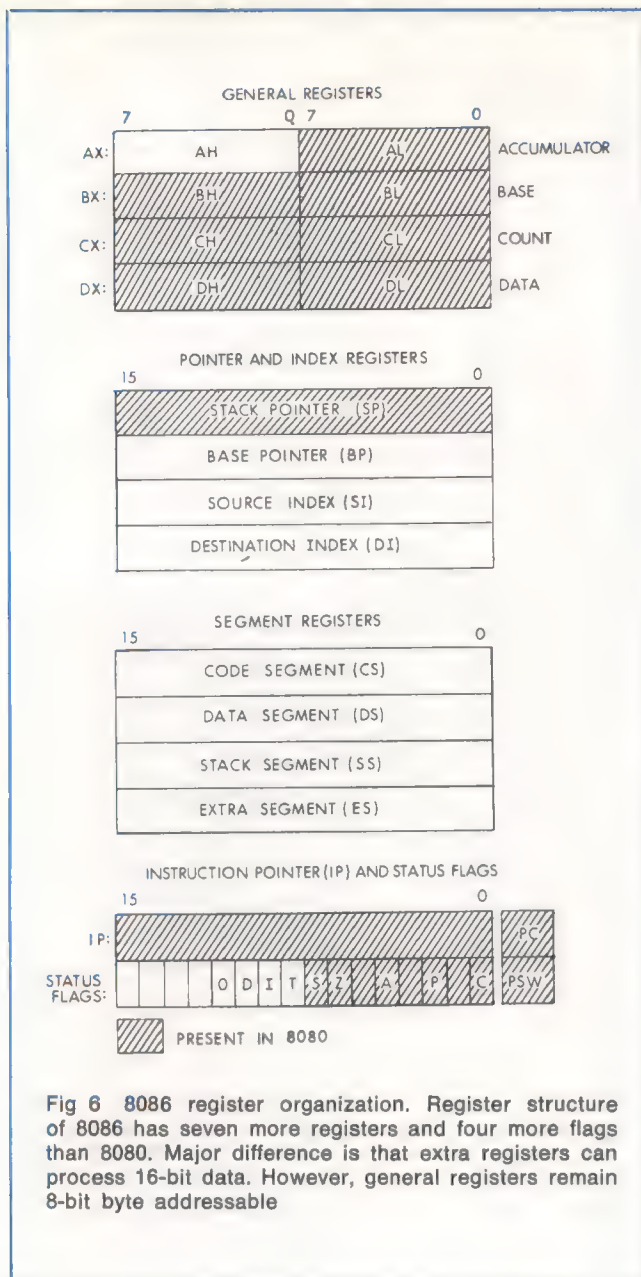 GENERAL REGISTERS
7 Q 7 0
AX: AH AL ACCUMULATOR
BX: BH BL BASE
CX: CH CL COUNT
DX: DH DL DATA
POINTER AND INDEX REGISTERS
15 0
STACK POINTER (SP)
BASE POINTER (BP)
SOURCE INDEX (SI)
DESTINATION INDEX (DI)
SEGMENT REGISTERS
15 0
CODE SEGMENT (CS)
DATA SEGMENT (DS)
STACK SEGMENT (SS)
EXTRA SEGMENT (ES)
INSTRUCTION POINTER (IP) AND STATUS FLAGS
15 0
IP: PC
STATUS FLAGS: O D I T S Z A P C PSW
PRESENT IN 8080
Fig 6 8086 register organization. Register structure
of 8086 has seven more registers and four more flags
than 8080. Major difference is that extra registers can
process 16-bit data. However, general registers remain
8-bit byte addressable